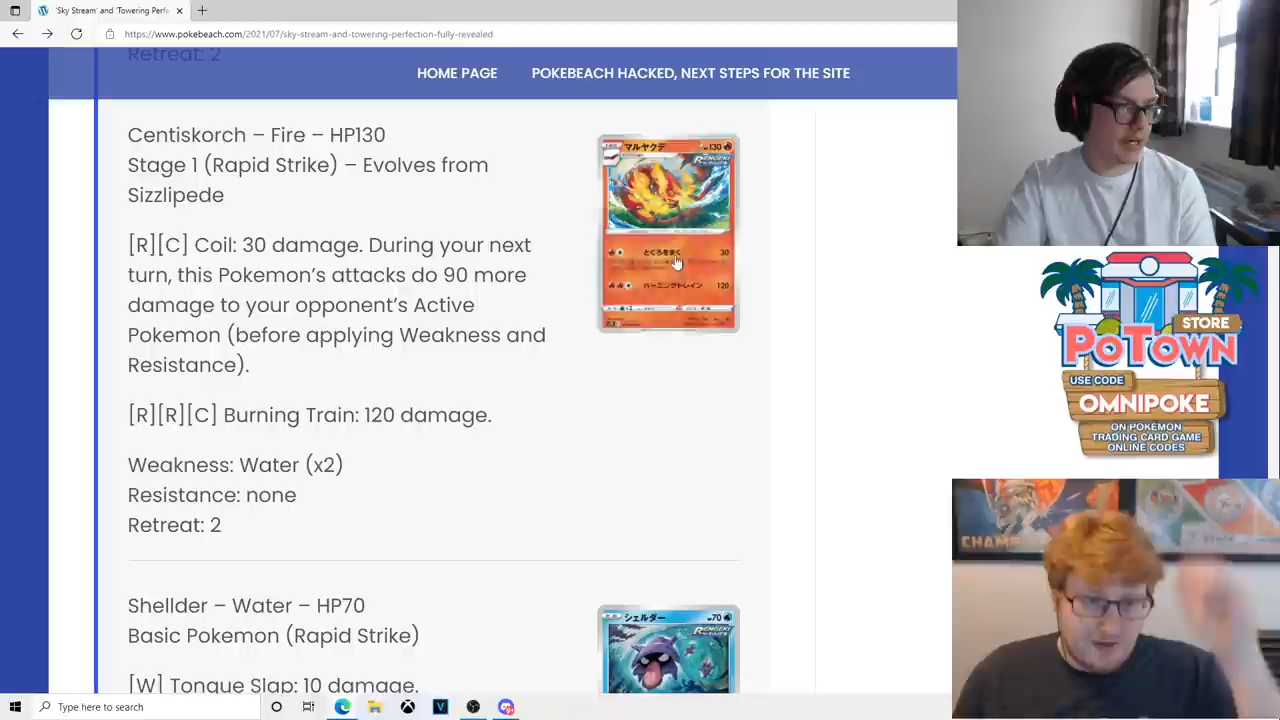 'Sky Stream' and 'Towering Perfe
https://www.pokebeach.com/2021/07/sky-stream-and-towering-perfection-fully-revealed
Retreat: 2
HOME PAGE
POKEBEACH HACKED, NEXT STEPS FOR THE SITE
Centiskorch – Fire – HP130
Stage 1 (Rapid Strike) – Evolves from
Sizzlipede
[R][C] Coil: 30 damage. During your next
turn, this Pokemon's attacks do 90 more
damage to your opponent's Active
Pokemon (before applying Weakness and
Resistance).
[R][R][C] Burning Train: 120 damage.
Weakness: Water (x2)
Resistance: none
Retreat: 2
マルヤクデ
130
とぐろをまく 30
バーニングトレイン 120
Shellder – Water – HP70
Basic Pokemon (Rapid Strike)
[W] Tongue Slap: 10 damage.
シェルダー
70
STORE
POTOWN
USE CODE
OMNIPOKE
ON POKÉMON
TRADING CARD GAME
ONLINE CODES
CHAMP
Type here to search